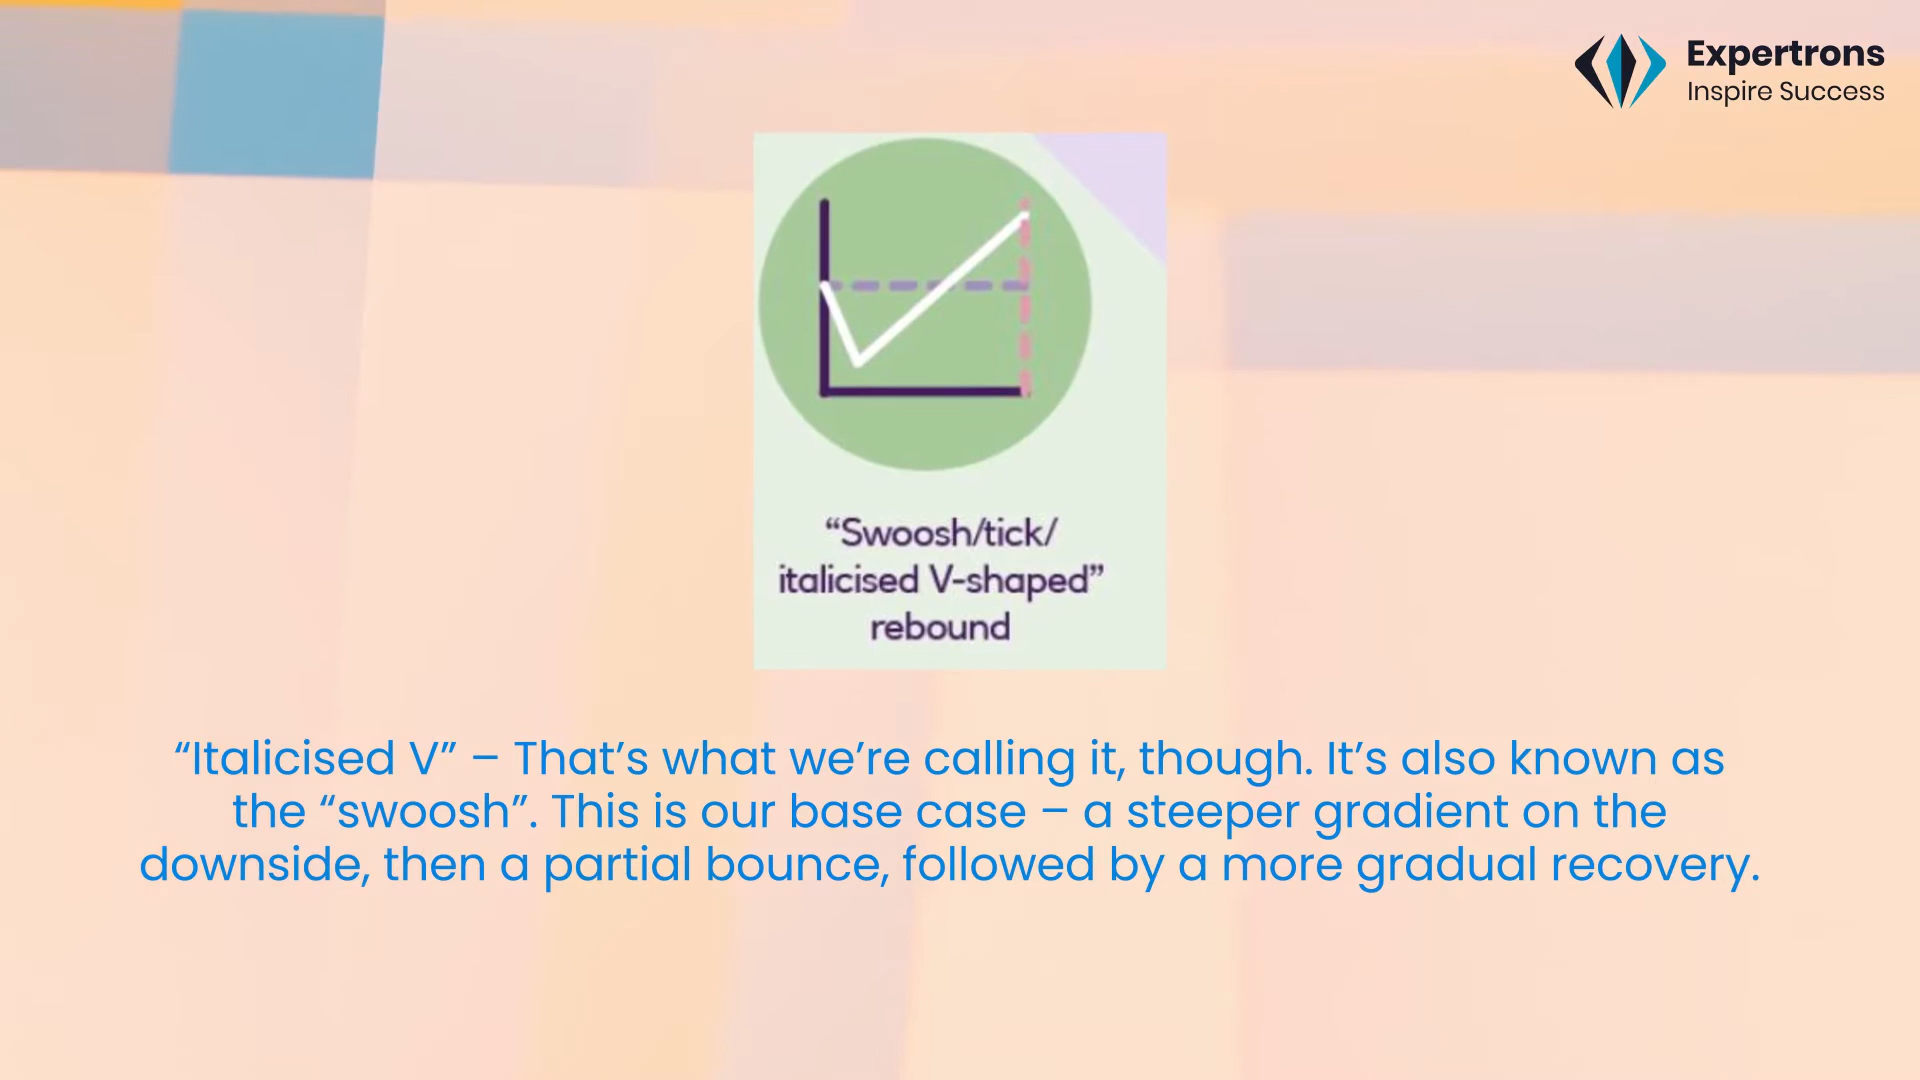 Expertrons
Inspire Success
“Swoosh/tick/
italicised V-shaped”
rebound
“Italicised V” – That’s what we’re calling it, though. It’s also known as
the “swoosh”. This is our base case – a steeper gradient on the
downside, then a partial bounce, followed by a more gradual recovery.